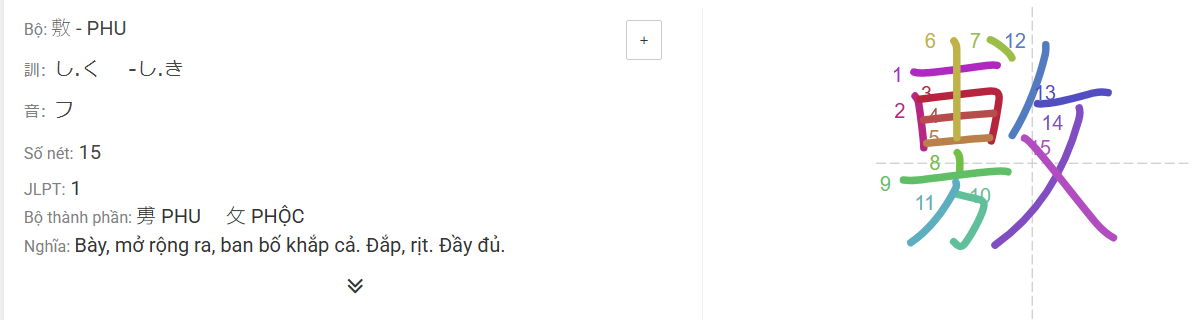 Bộ: 敷 - PHU
+
訓: し.く -し.き
音: フ
Số nét: 15
JLPT: 1
Bộ thành phần: 旉 PHU 攵 PHỘC
Nghĩa: Bày, mở rộng ra, ban bố khắp cả. Đắp, rịt. Đầy đủ.
敷
1
2
3
4
5
6
7
8
9
10
11
12
13
14
15